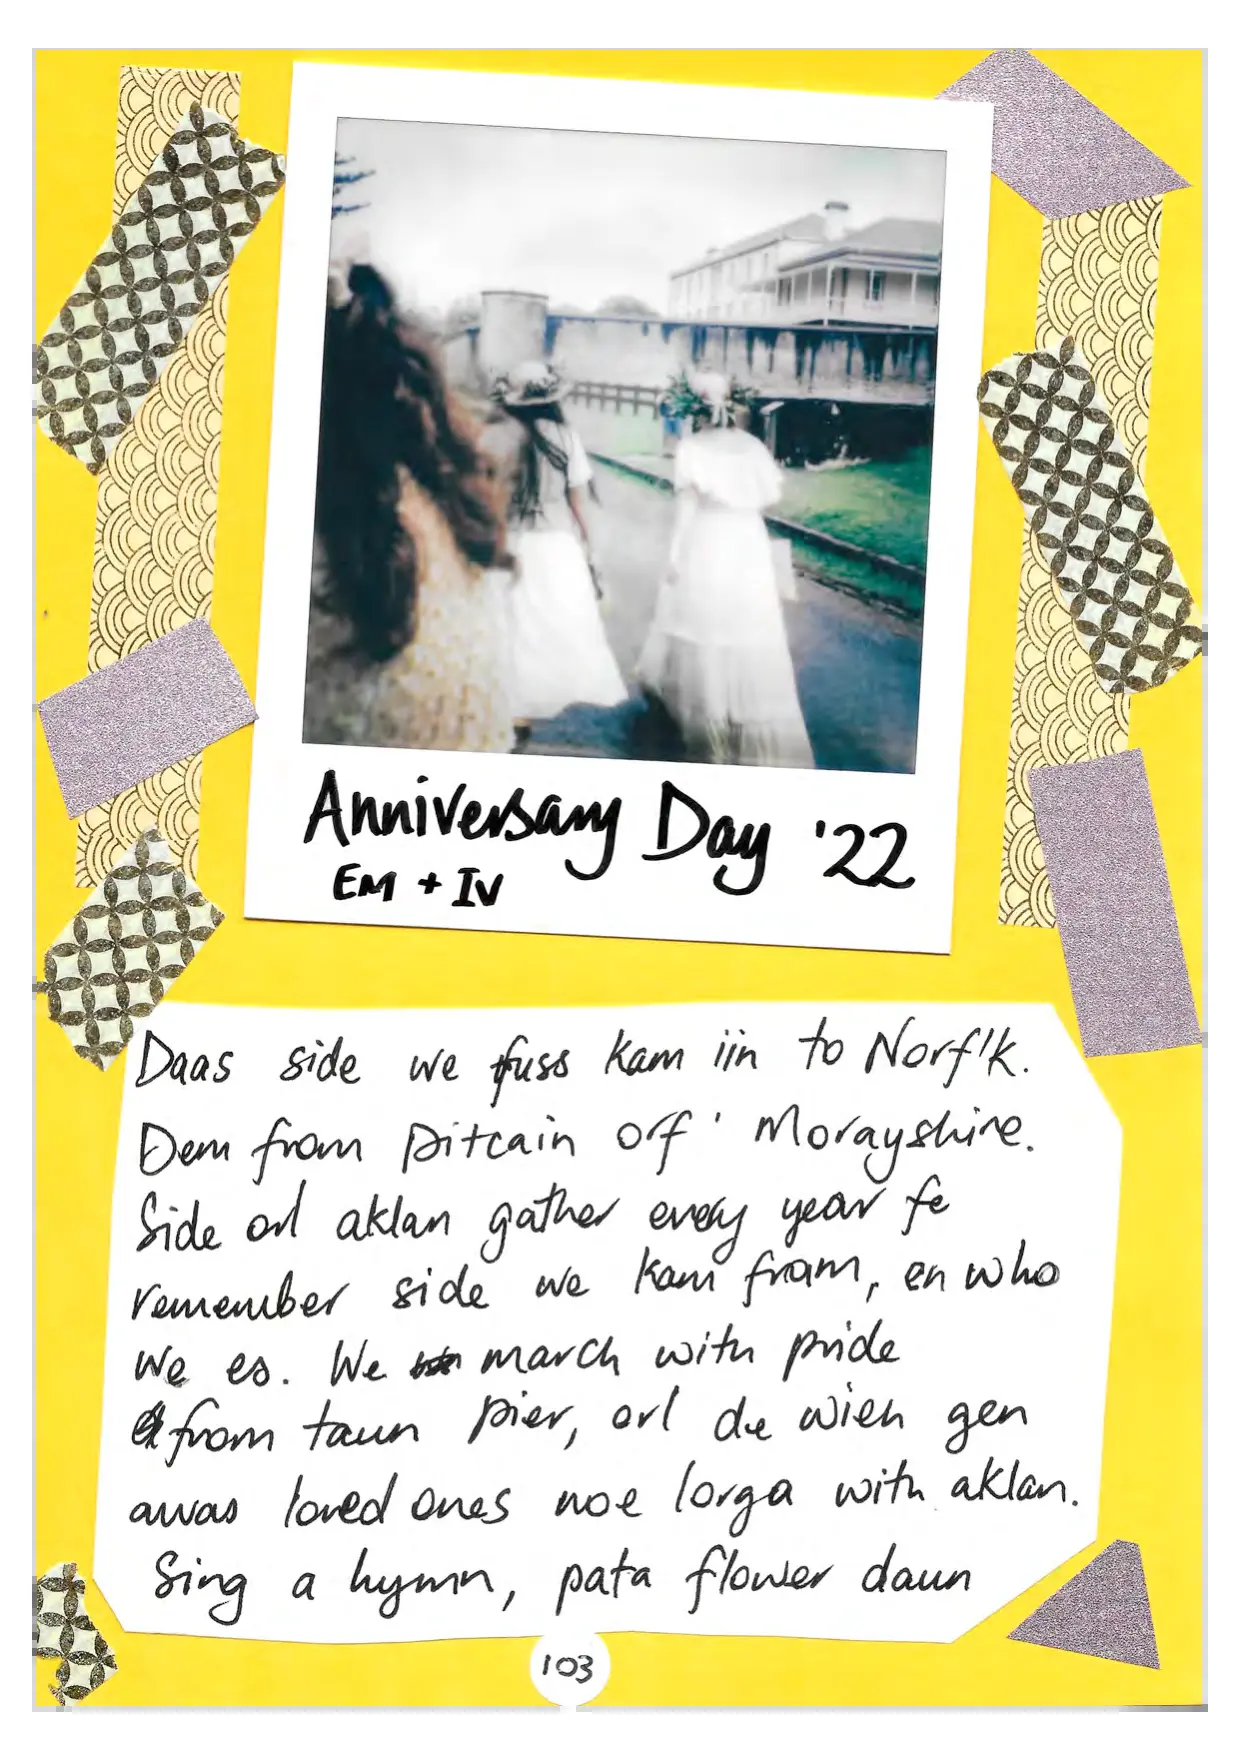 Anniversary Day '22
EM + IV
Daas side we fuss kam iin to Norf'k.
Dem from Pitcain orf' Morayshire.
Side orl aklan gather every year fe
remember side we kam fram, en who
we es. We march with pride
from taun pier, orl de wieh gen
awas loved ones noe lorga with aklan.
Sing a hymn, pata flower daun
103